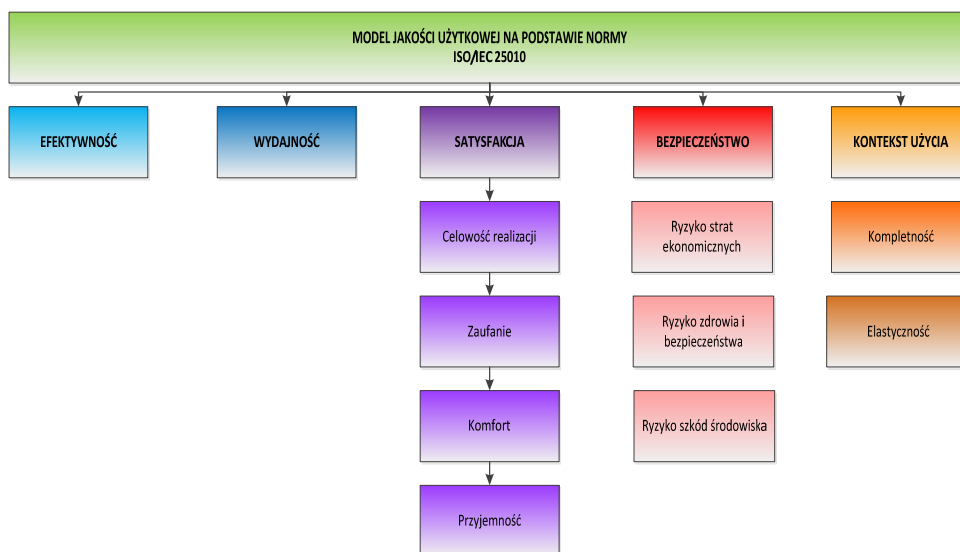 MODEL JAKOŚCI UŻYTKOWEJ NA PODSTAWIE NORMY
ISO/IEC 25010
EFEKTYWNOŚĆ
WYDAJNOŚĆ
SATYSFAKCJA
BEZPIECZEŃSTWO
KONTEKST UŻYCIA
Celowość realizacji
Ryzyko strat
ekonomicznych
Kompletność
Zaufanie
Ryzyko zdrowia i
bezpieczeństwa
Elastyczność
Komfort
Ryzyko szkód środowiska
Przyjemność